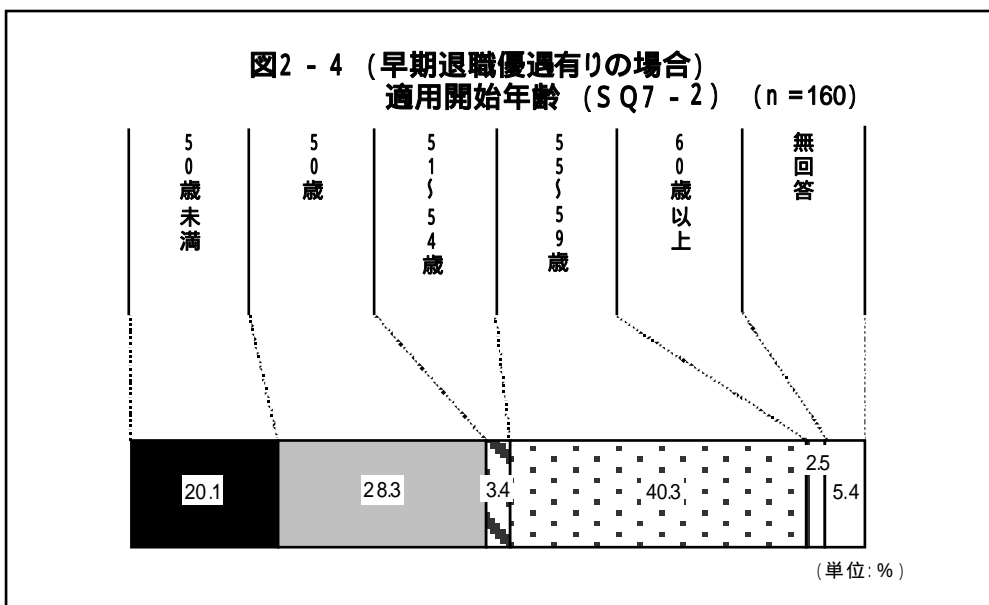 図2-4 (早期退職優遇有りの場合)
適用開始年齢 (SQ7-2) (n=160)
50歳未満
50歳
51～54歳
55～59歳
60歳以上
無回答
20.1
28.3
3.4
40.3
2.5
5.4
(単位:%)